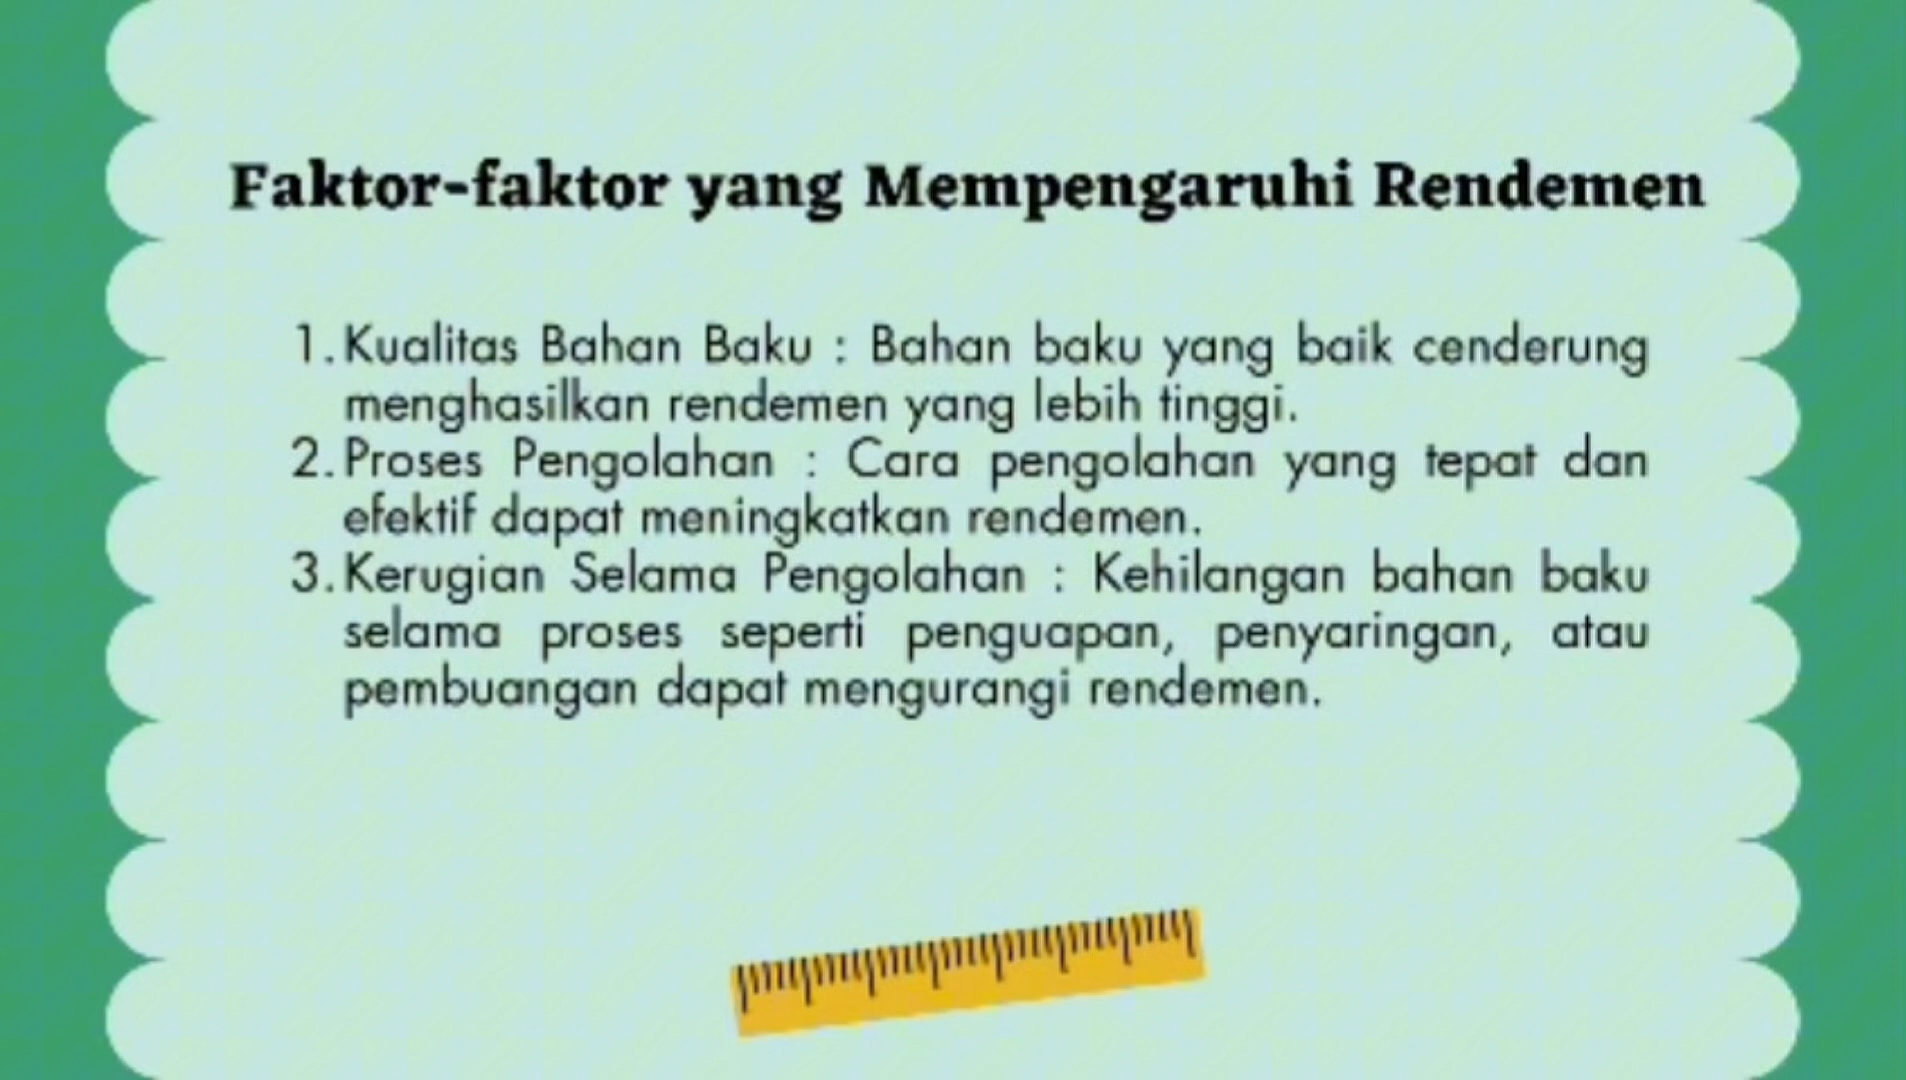 Faktor-faktor yang Mempengaruhi Rendemen
1. Kualitas Bahan Baku : Bahan baku yang baik cenderung
menghasilkan rendemen yang lebih tinggi.
2. Proses Pengolahan : Cara pengolahan yang tepat dan
efektif dapat meningkatkan rendemen.
3. Kerugian Selama Pengolahan : Kehilangan bahan baku
selama proses seperti penguapan, penyaringan, atau
pembuangan dapat mengurangi rendemen.